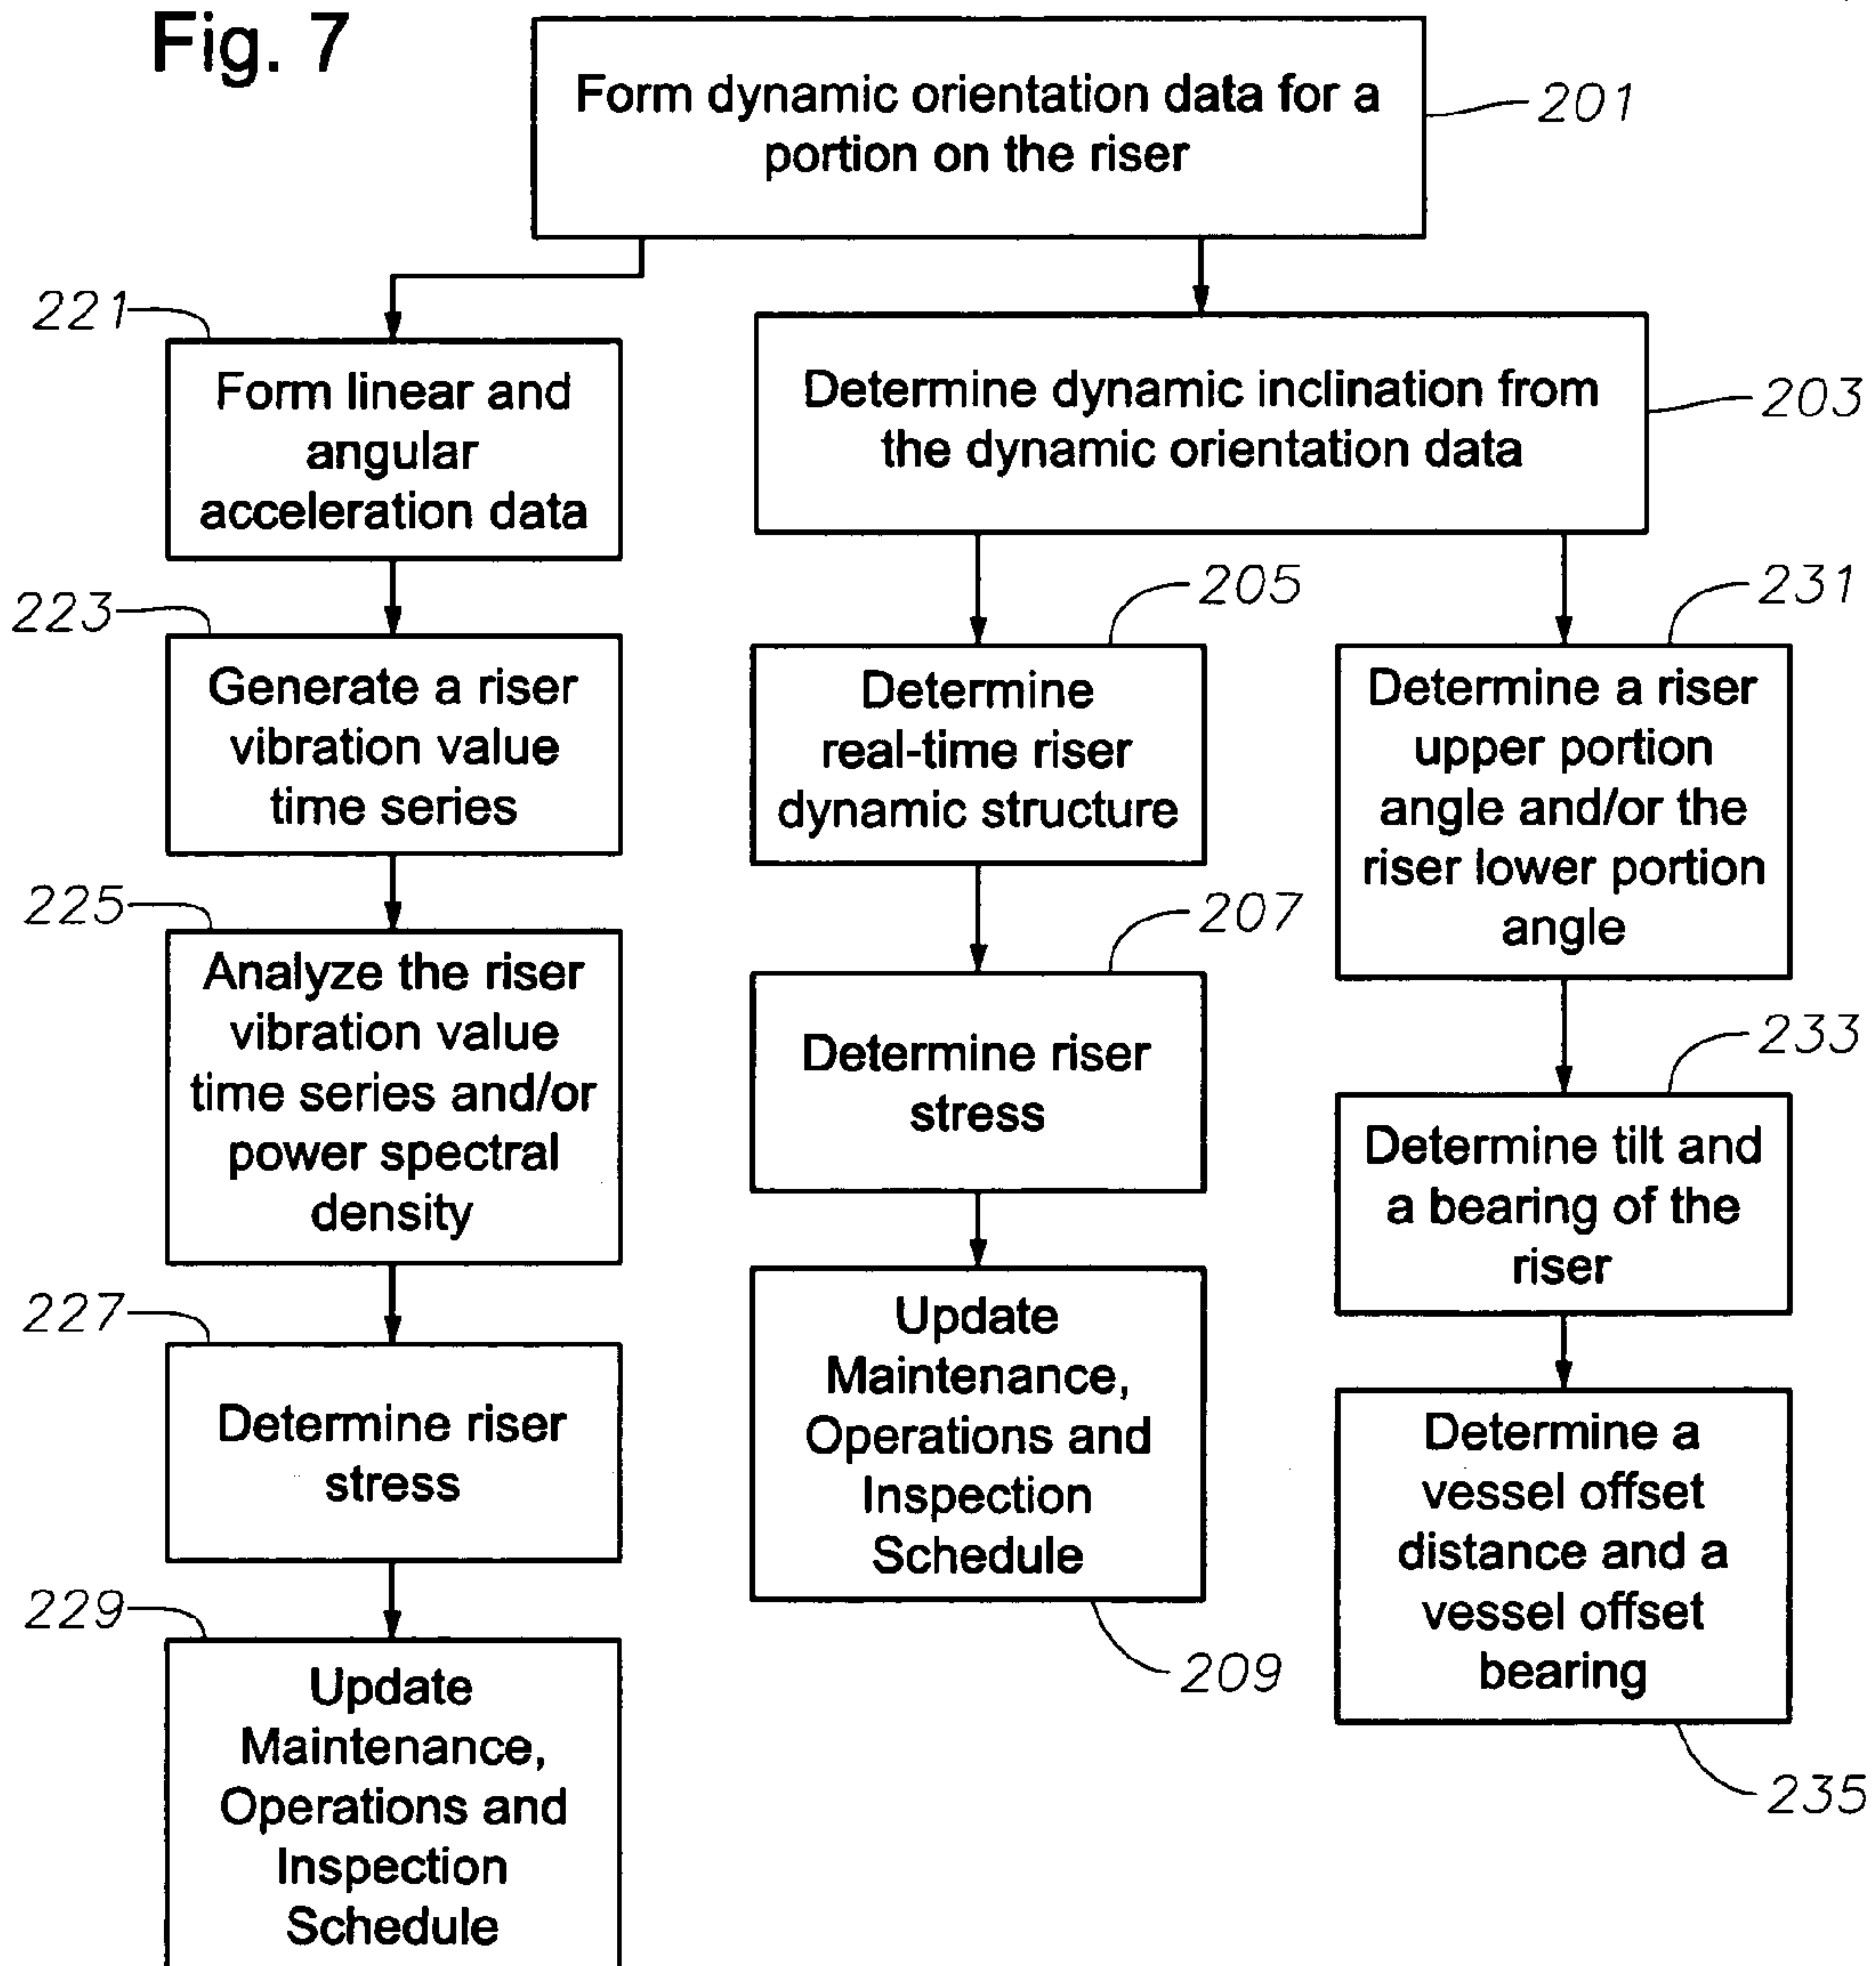 Fig. 7
Form dynamic orientation data for a
portion on the riser
201
221
Form linear and
angular
acceleration data
Determine dynamic inclination from
the dynamic orientation data
203
223
Generate a riser
vibration value
time series
205
Determine
real-time riser
dynamic structure
231
Determine a riser
upper portion
angle and/or the
riser lower portion
angle
225
Analyze the riser
vibration value
time series and/or
power spectral
density
207
Determine riser
stress
233
Determine tilt and
a bearing of the
riser
227
Determine riser
stress
Update
Maintenance,
Operations and
Inspection
Schedule
209
Determine a
vessel offset
distance and a
vessel offset
bearing
235
229
Update
Maintenance,
Operations and
Inspection
Schedule